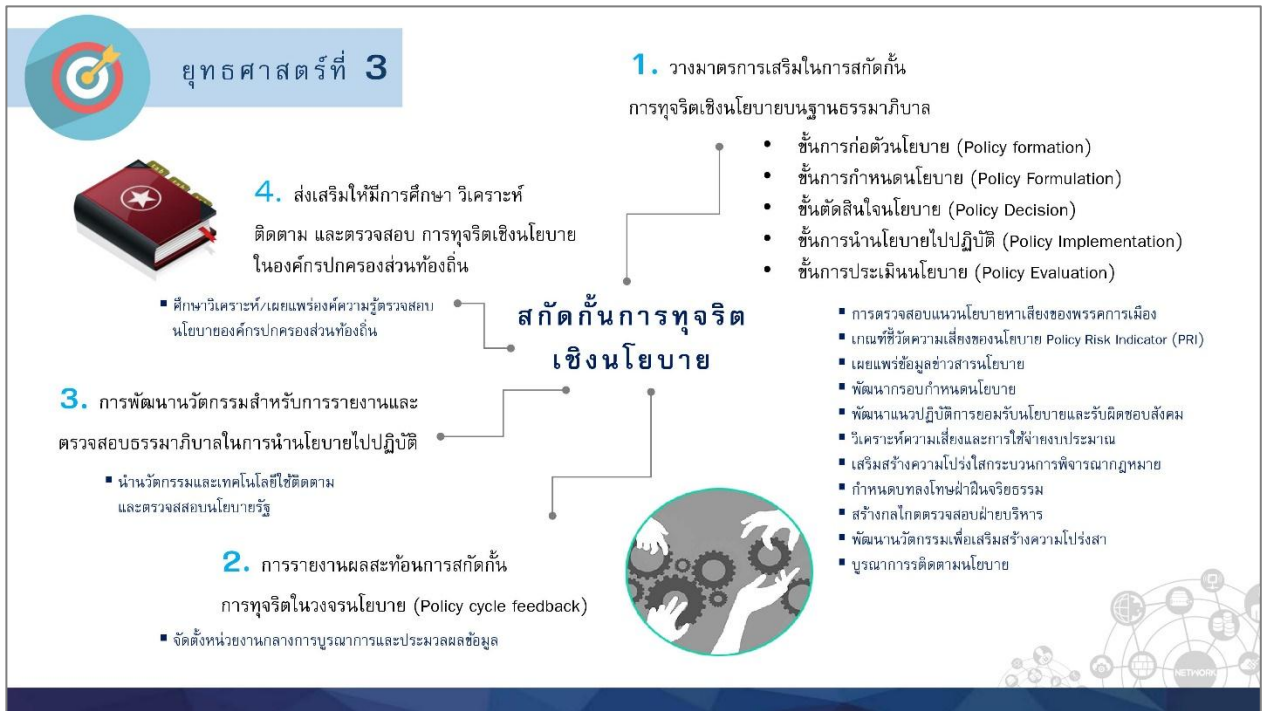 ยุทธศาสตร์ที่ 3
1. วางมาตรการเสริมในการสกัดกั้น
การทุจริตเชิงนโยบายบนฐานธรรมาภิบาล
• ขั้นการก่อตัวนโยบาย (Policy formation)
• ขั้นการกำหนดนโยบาย (Policy Formulation)
• ขั้นตัดสินใจนโยบาย (Policy Decision)
• ขั้นการนำนโยบายไปปฏิบัติ (Policy Implementation)
• ขั้นการประเมินนโยบาย (Policy Evaluation)
▪ การตรวจสอบแนวนโยบายหาเสียงของพรรคการเมือง
▪ เกณฑ์ชี้วัดความเสี่ยงของนโยบาย Policy Risk Indicator (PRI)
▪ เผยแพร่ข้อมูลข่าวสารนโยบาย
▪ พัฒนากรอบกำหนดนโยบาย
▪ พัฒนาแนวปฏิบัติการยอมรับนโยบายและรับผิดชอบสังคม
▪ วิเคราะห์ความเสี่ยงและการใช้จ่ายงบประมาณ
▪ เสริมสร้างความโปร่งใสกระบวนการพิจารณากฎหมาย
▪ กำหนดบทลงโทษฝ่าฝืนจริยธรรม
▪ สร้างกลไกตตรวจสอบฝ่ายบริหาร
▪ พัฒนานวัตกรรมเพื่อเสริมสร้างความโปร่งสา
▪ บูรณาการรติดตามนโยบาย
4. ส่งเสริมให้มีการศึกษา วิเคราะห์
ติดตาม และตรวจสอบ การทุจริตเชิงนโยบาย
ในองค์กรปกครองส่วนท้องถิ่น
▪ ศึกษาวิเคราะห์/เผยแพร่องค์ความรู้ตรวจสอบ
นโยบายองค์กรปกครองส่วนท้องถิ่น
สกัดกั้นการทุจริต
เชิงนโยบาย
3. การพัฒนานวัตกรรมสำหรับการรายงานและ
ตรวจสอบธรรมาภิบาลในการนำนโยบายไปปฏิบัติ
▪ นำนวัตกรรมและเทคโนโลยีใช้ติดตาม
และตรวจสสอบนโยบายรัฐ
2. การรายงานผลสะท้อนการสกัดกั้น
การทุจริตในวงจรนโยบาย (Policy cycle feedback)
▪ จัดตั้งหน่วยงานกลางการบูรณาการและประมวลผลข้อมูล
NETWORK